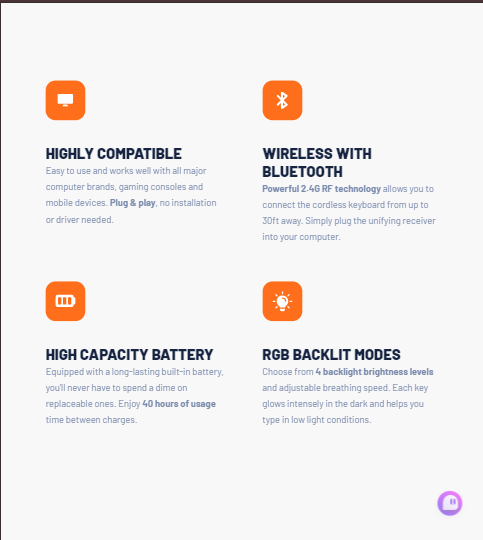 HIGHLY COMPATIBLE
Easy to use and works well with all major
computer brands, gaming consoles and
mobile devices. Plug & play, no installation
or driver needed.
WIRELESS WITH
BLUETOOTH
Powerful 2.4G RF technology allows you to
connect the cordless keyboard from up to
30ft away. Simply plug the unifying receiver
into your computer.
HIGH CAPACITY BATTERY
Equipped with a long-lasting built-in battery,
you'll never have to spend a dime on
replaceable ones. Enjoy 40 hours of usage
time between charges.
RGB BACKLIT MODES
Choose from 4 backlight brightness levels
and adjustable breathing speed. Each key
glows intensely in the dark and helps you
type in low light conditions.